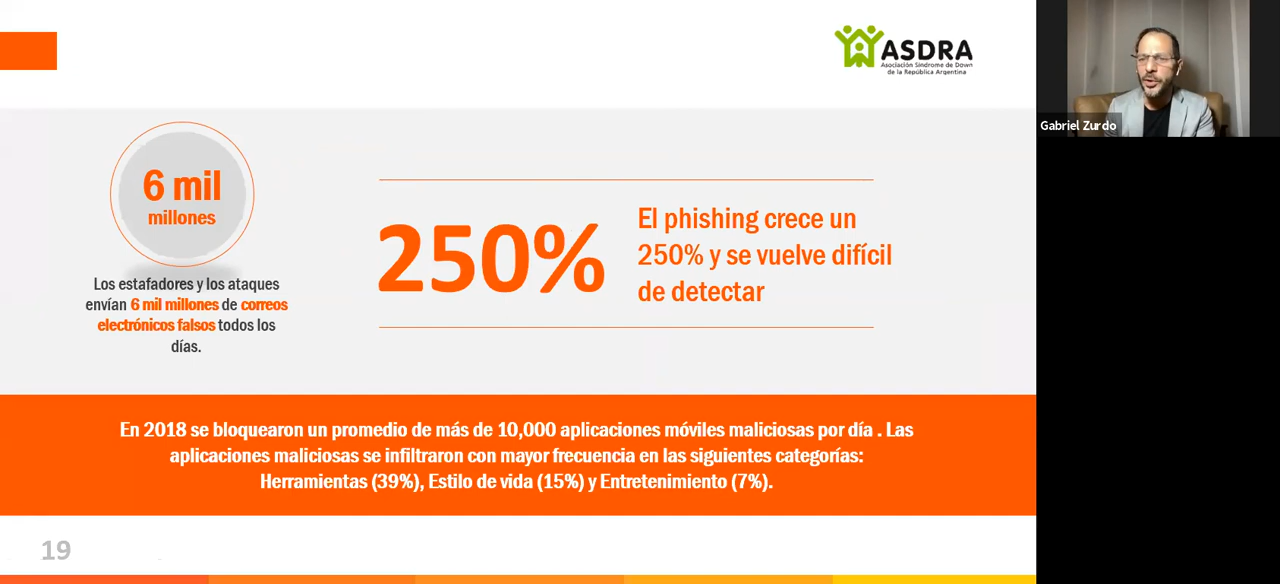 ASDRA
Asociación Síndrome de Down
de la República Argentina
Gabriel Zurdo
6 mil
millones
Los estafadores y los ataques
envían 6 mil millones de correos
electrónicos falsos todos los
días.
250%
El phishing crece un
250% y se vuelve difícil
de detectar
En 2018 se bloquearon un promedio de más de 10,000 aplicaciones móviles maliciosas por día . Las
aplicaciones maliciosas se infiltraron con mayor frecuencia en las siguientes categorías:
Herramientas (39%), Estilo de vida (15%) y Entretenimiento (7%).
19